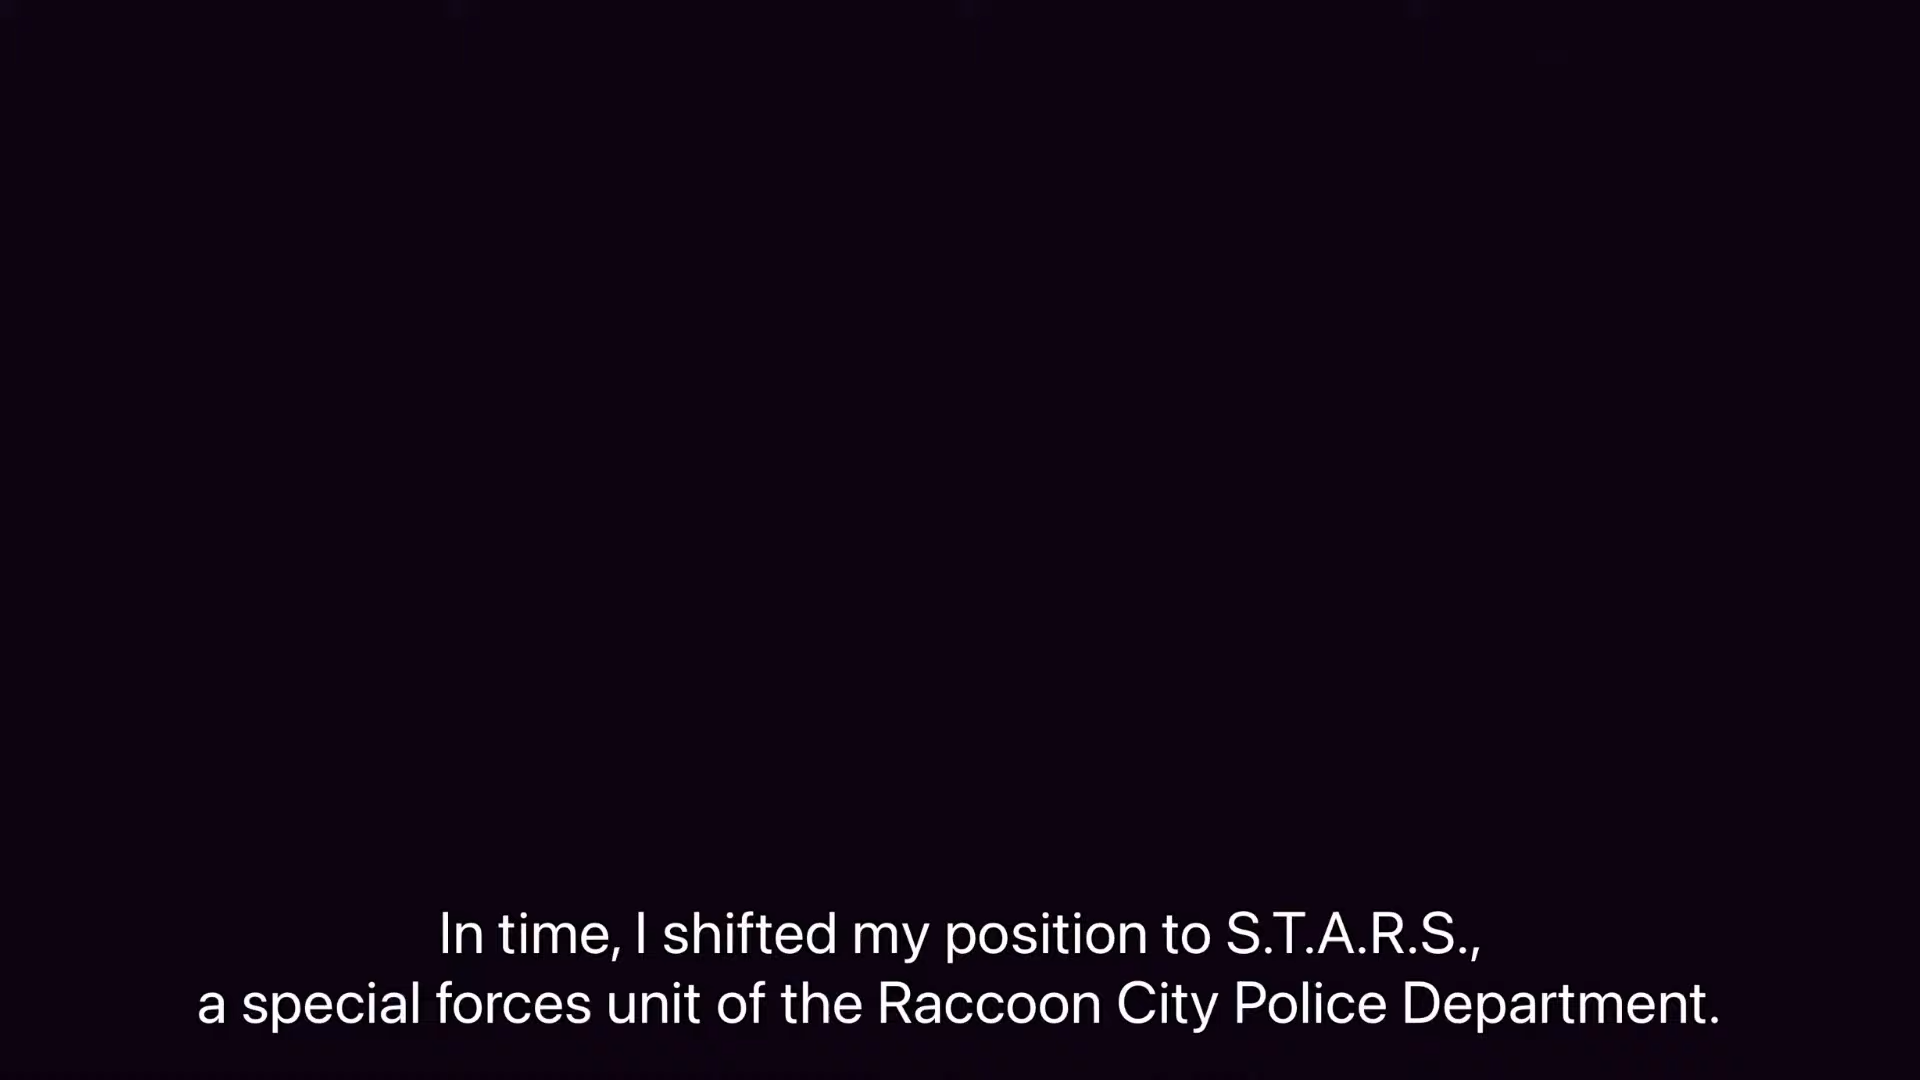 In time, I shifted my position to S.T.A.R.S.,
a special forces unit of the Raccoon City Police Department.